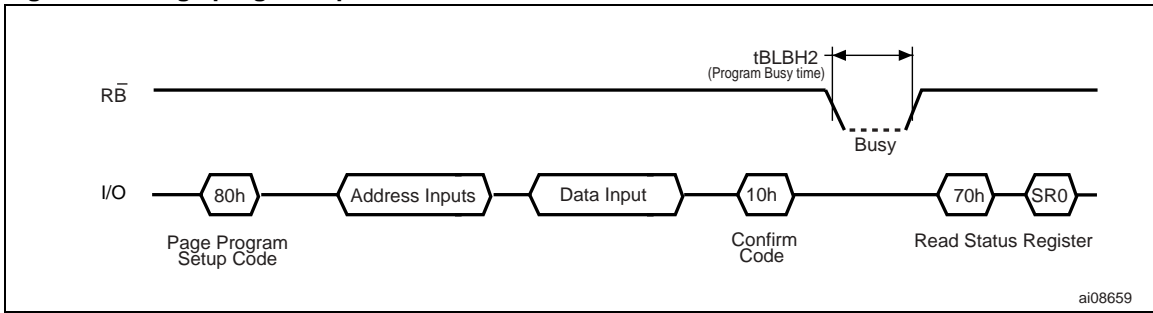 tBLBH2
(Program Busy time)
RB̅
Busy
I/O
80h
Address Inputs
Data Input
10h
70h
SR0
Page Program
Setup Code
Confirm
Code
Read Status Register
ai08659